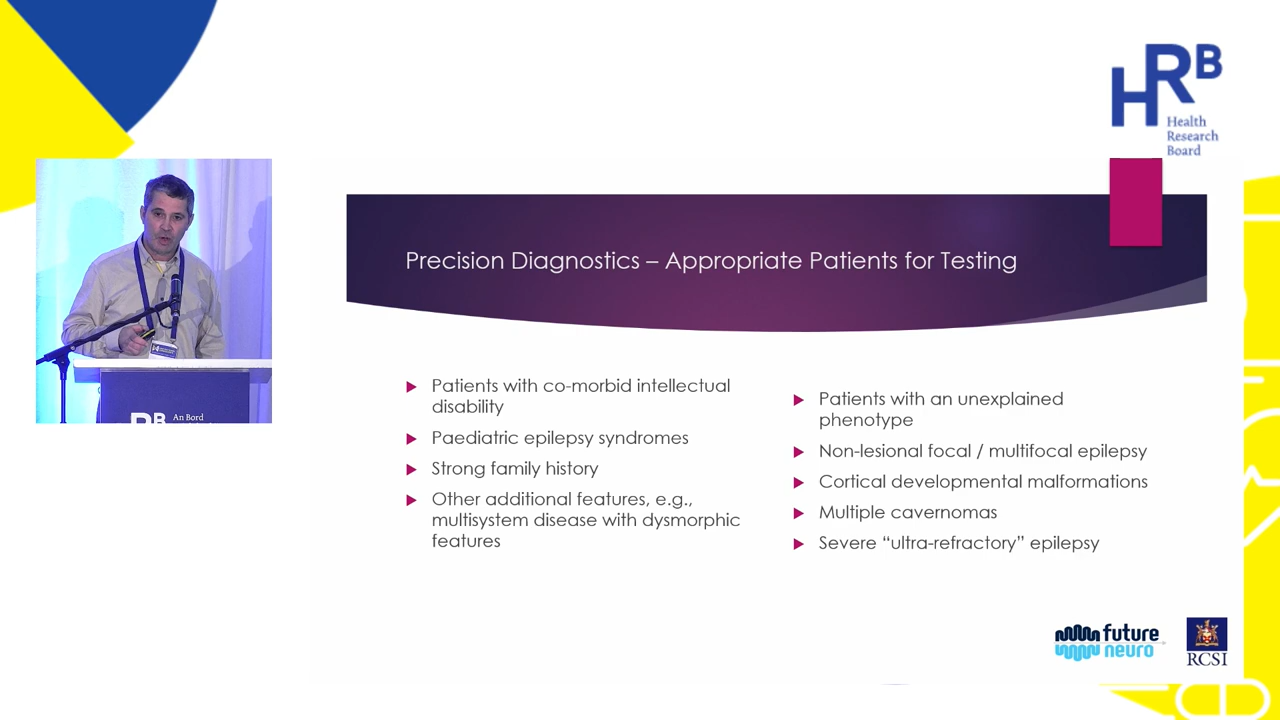 HRB
Health
Research
Board
Precision Diagnostics – Appropriate Patients for Testing
Patients with co-morbid intellectual
disability
Paediatric epilepsy syndromes
Strong family history
Other additional features, e.g.,
multisystem disease with dysmorphic
features
Patients with an unexplained
phenotype
Non-lesional focal / multifocal epilepsy
Cortical developmental malformations
Multiple cavernomas
Severe “ultra-refractory” epilepsy
An Bord
future
neuro
RCSI